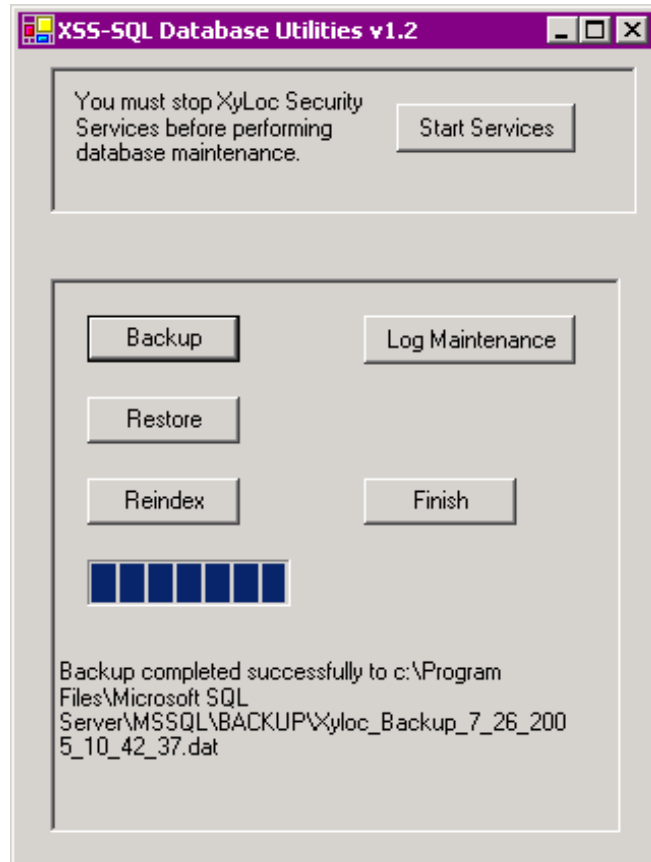 XSS-SQL Database Utilities v1.2
You must stop XyLoc Security
Services before performing
database maintenance.
Start Services
Backup
Log Maintenance
Restore
Reindex
Finish
Backup completed successfully to c:\Program
Files\Microsoft SQL
Server\MSSQL\BACKUP\Xyloc_Backup_7_26_200
5_10_42_37.dat